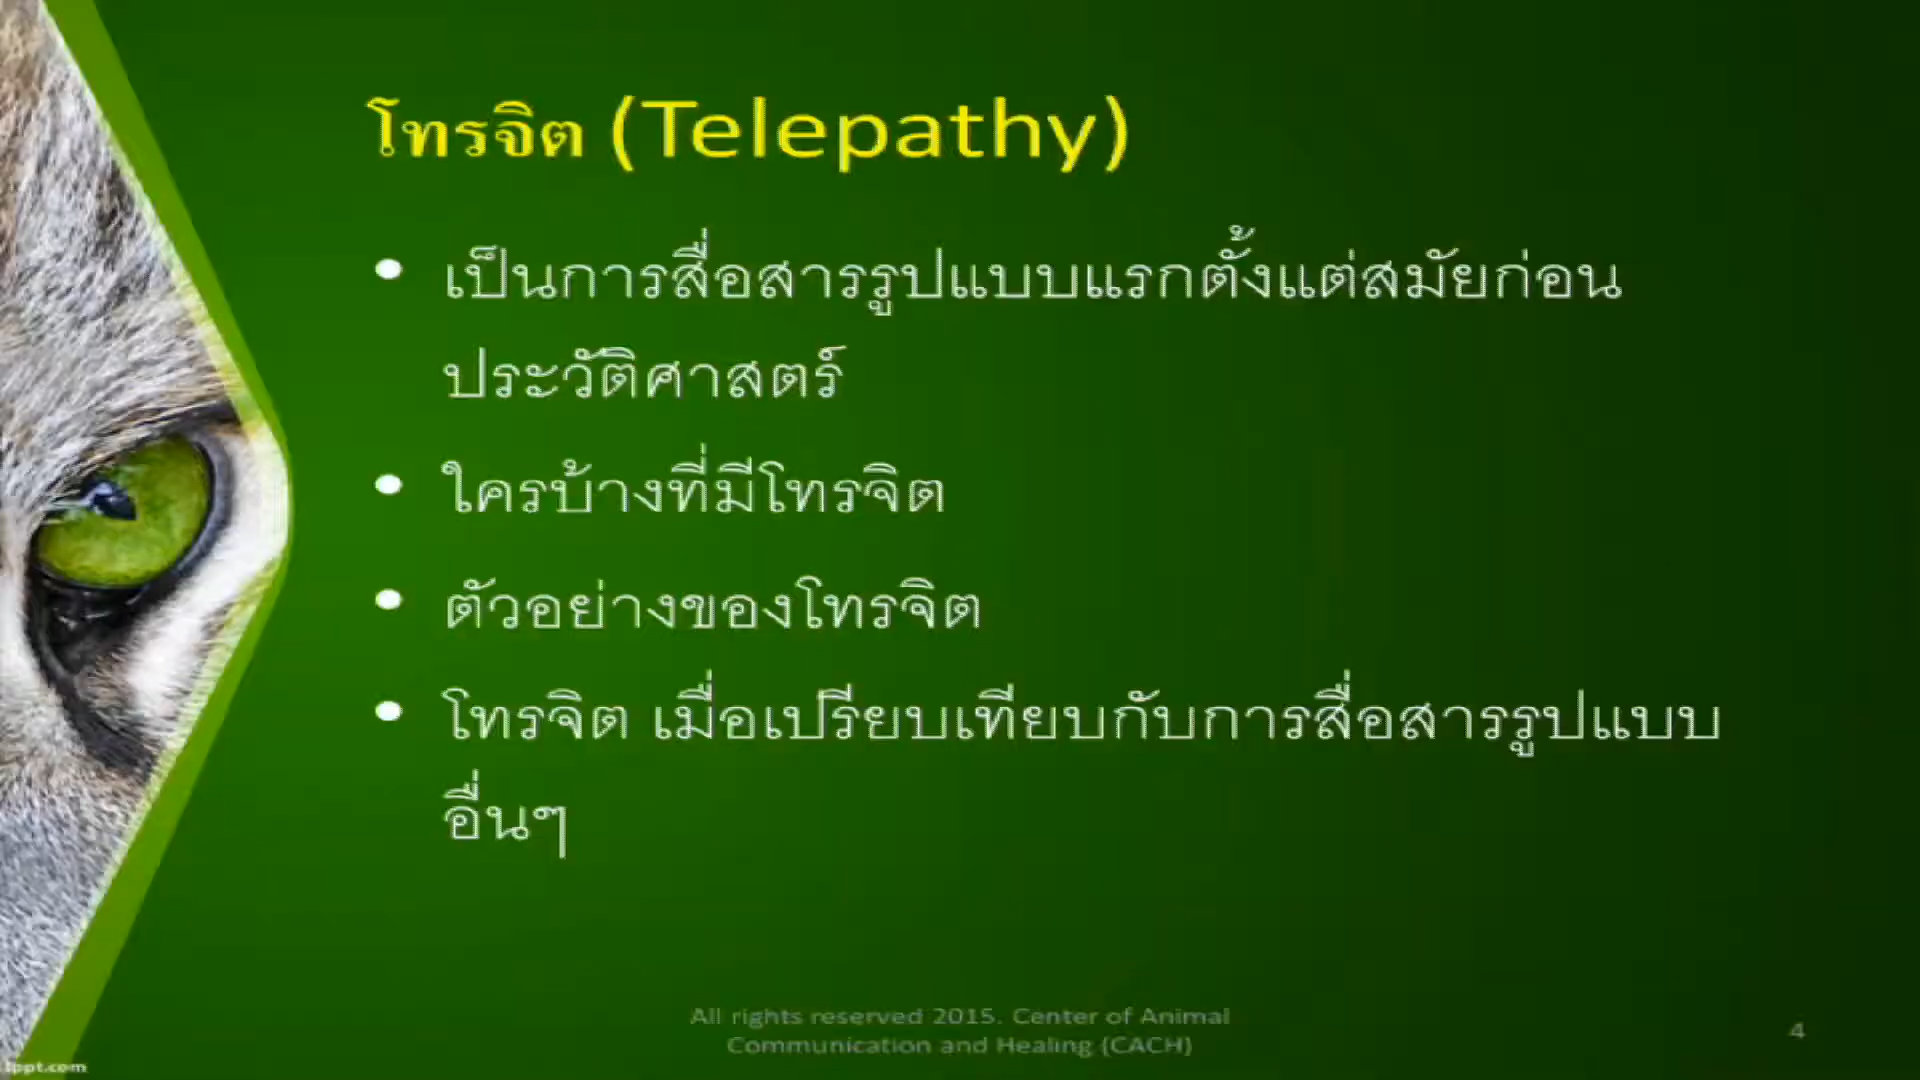 โทรจิต (Telepathy)
• เป็นการสื่อสารรูปแบบแรกตั้งแต่สมัยก่อน
ประวัติศาสตร์
• ใครบ้างที่มีโทรจิต
• ตัวอย่างของโทรจิต
• โทรจิต เมื่อเปรียบเทียบกับการสื่อสารรูปแบบ
อื่นๆ
All rights reserved 2015. Center of Animal
Communication and Healing (CACH)
4
fppt.com